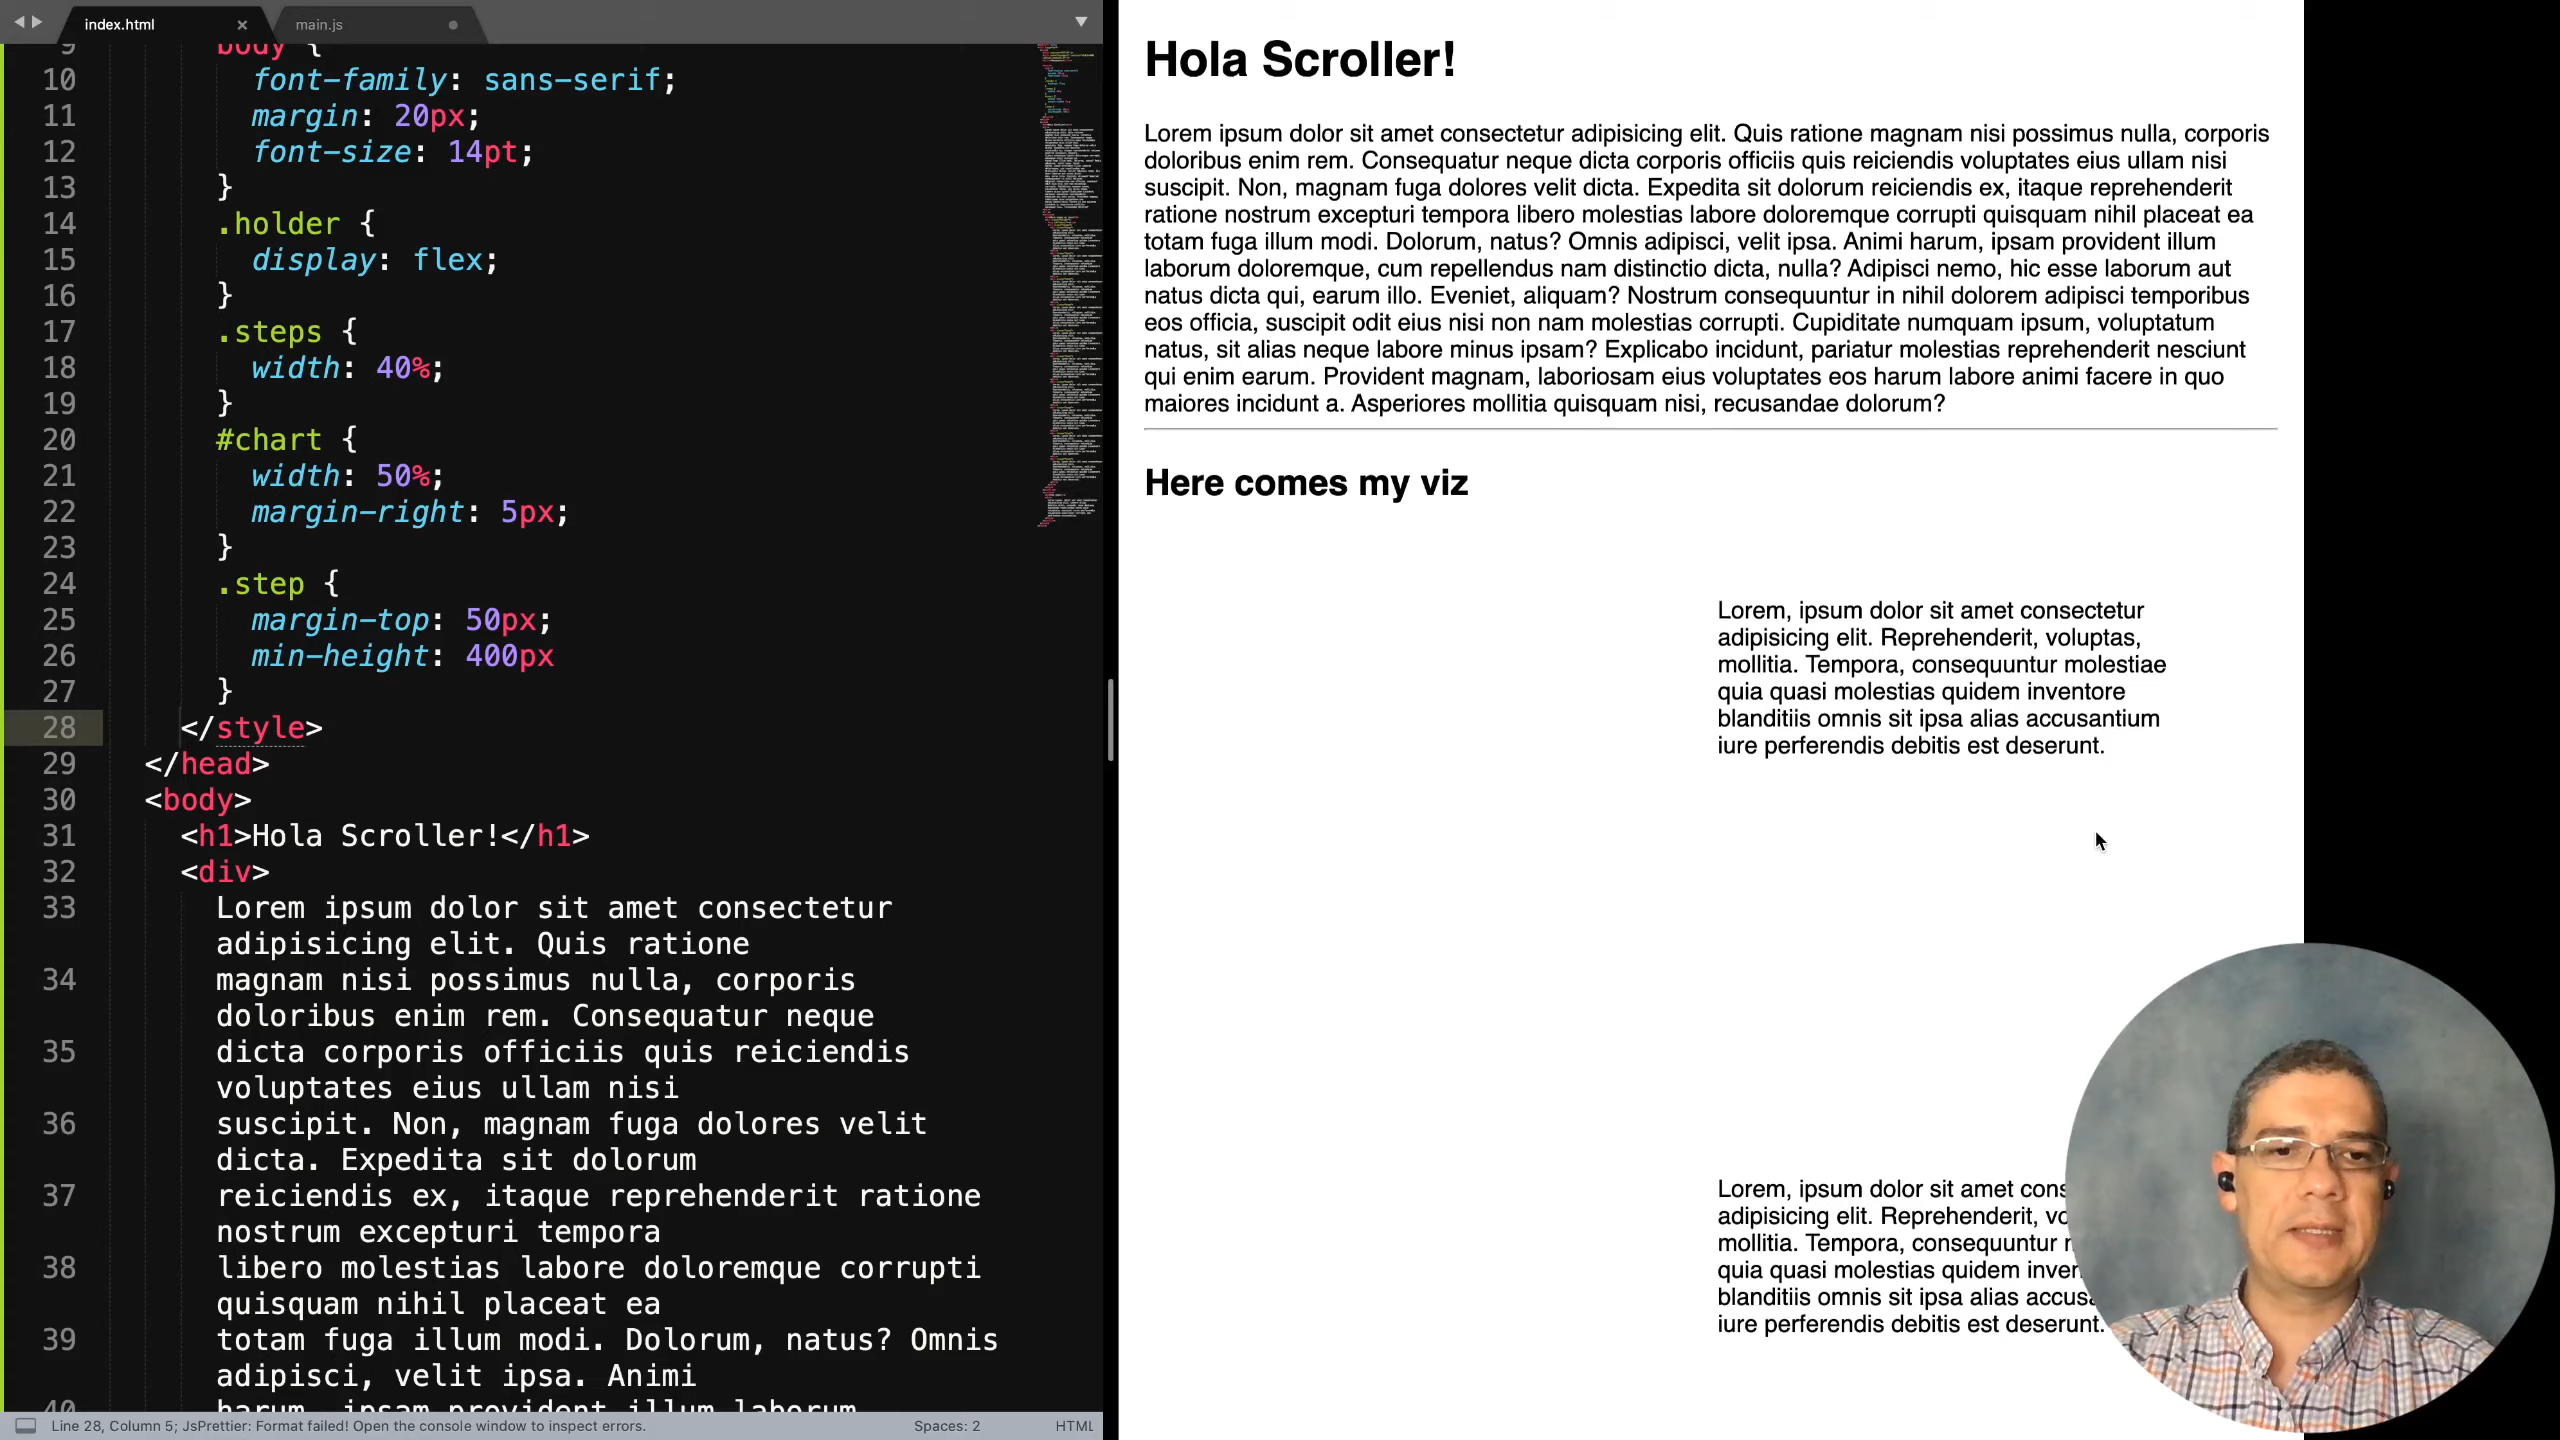 index.html
main.js
9 body {
10 font-family: sans-serif;
11 margin: 20px;
12 font-size: 14pt;
13 }
14 .holder {
15 display: flex;
16 }
17 .steps {
18 width: 40%;
19 }
20 #chart {
21 width: 50%;
22 margin-right: 5px;
23 }
24 .step {
25 margin-top: 50px;
26 min-height: 400px
27 }
28 </style>
29 </head>
30 <body>
31 <h1>Hola Scroller!</h1>
32 <div>
33 Lorem ipsum dolor sit amet consectetur
adipisicing elit. Quis ratione
34 magnam nisi possimus nulla, corporis
doloribus enim rem. Consequatur neque
35 dicta corporis officiis quis reiciendis
voluptates eius ullam nisi
36 suscipit. Non, magnam fuga dolores velit
dicta. Expedita sit dolorum
37 reiciendis ex, itaque reprehenderit ratione
nostrum excepturi tempora
38 libero molestias labore doloremque corrupti
quisquam nihil placeat ea
39 totam fuga illum modi. Dolorum, natus? Omnis
adipisci, velit ipsa. Animi
40 harum, ipsam provident illum laborum
Line 28, Column 5; JsPrettier: Format failed! Open the console window to inspect errors.
Spaces: 2
HTML
Hola Scroller!
Lorem ipsum dolor sit amet consectetur adipisicing elit. Quis ratione magnam nisi possimus nulla, corporis
doloribus enim rem. Consequatur neque dicta corporis officiis quis reiciendis voluptates eius ullam nisi
suscipit. Non, magnam fuga dolores velit dicta. Expedita sit dolorum reiciendis ex, itaque reprehenderit
ratione nostrum excepturi tempora libero molestias labore doloremque corrupti quisquam nihil placeat ea
totam fuga illum modi. Dolorum, natus? Omnis adipisci, velit ipsa. Animi harum, ipsam provident illum
laborum doloremque, cum repellendus nam distinctio dicta, nulla? Adipisci nemo, hic esse laborum aut
natus dicta qui, earum illo. Eveniet, aliquam? Nostrum consequuntur in nihil dolorem adipisci temporibus
eos officia, suscipit odit eius nisi non nam molestias corrupti. Cupiditate numquam ipsum, voluptatum
natus, sit alias neque labore minus ipsam? Explicabo incidunt, pariatur molestias reprehenderit nesciunt
qui enim earum. Provident magnam, laboriosam eius voluptates eos harum labore animi facere in quo
maiores incidunt a. Asperiores mollitia quisquam nisi, recusandae dolorum?
Here comes my viz
Lorem, ipsum dolor sit amet consectetur
adipisicing elit. Reprehenderit, voluptas,
mollitia. Tempora, consequuntur molestiae
quia quasi molestias quidem inventore
blanditiis omnis sit ipsa alias accusantium
iure perferendis debitis est deserunt.
Lorem, ipsum dolor sit amet
adipisicing elit. Reprehenderit,
mollitia. Tempora, consequuntur
quia quasi molestias quidem
blanditiis omnis sit ipsa alias
iure perferendis debitis est deserunt.